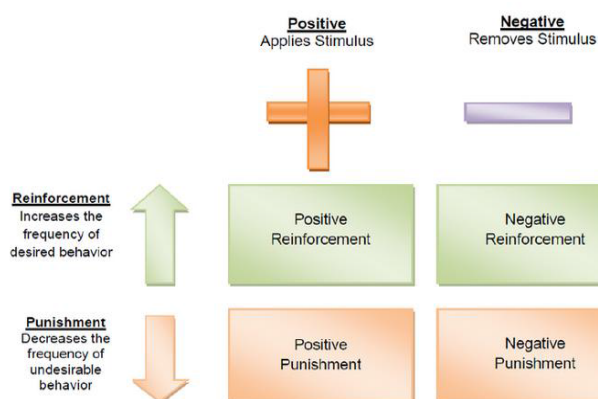 Positive
Applies Stimulus
Negative
Removes Stimulus
Reinforcement
Increases the
frequency of
desired behavior
Positive
Reinforcement
Negative
Reinforcement
Punishment
Decreases the
frequency of
undesirable
behavior
Positive
Punishment
Negative
Punishment